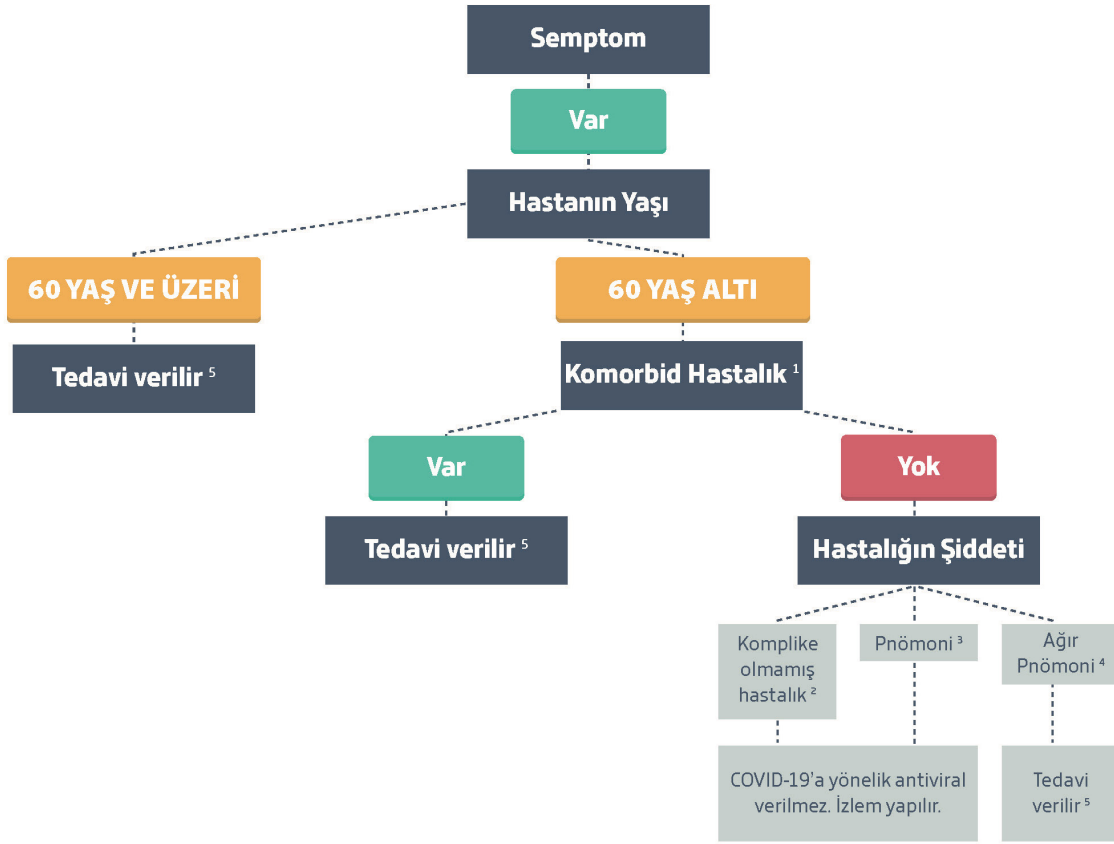 Semptom
Var
Hastanın Yaşı
60 YAŞ VE ÜZERİ
60 YAŞ ALTI
Tedavi verilir ⁵
Komorbid Hastalık ¹
Var
Yok
Tedavi verilir ⁵
Hastalığın Şiddeti
Komplike
olmamış
hastalık ²
Pnömoni ³
Ağır
Pnömoni ⁴
COVID-19'a yönelik antiviral
verilmez. İzlem yapılır.
Tedavi
verilir ⁵